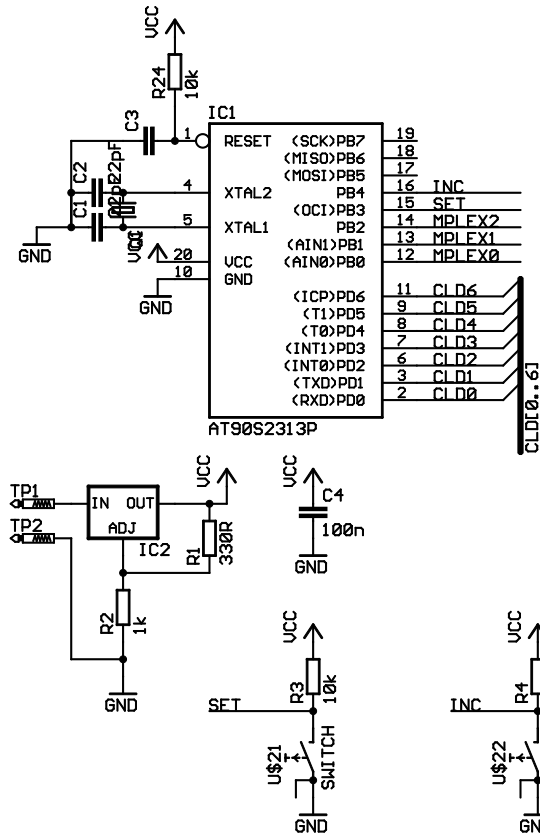 VCC
R24
10k
IC1
C3
1
RESET
(SCK)PB7
19
(MISO)PB6
18
(MOSI)PB5
17
PB4
16
INC
C2
22pF
4
XTAL2
(OCI)PB3
15
SET
PB2
14
MPLEX2
C1
5
XTAL1
(AIN1)PB1
13
MPLEX1
VCC
20
VCC
(AIN0)PB0
12
MPLEX0
GND
10
GND
GND
(ICP)PD6
11
CLD6
(T1)PD5
9
CLD5
(T0)PD4
8
CLD4
(INT1)PD3
7
CLD3
(INT0)PD2
6
CLD2
(TXD)PD1
3
CLD1
(RXD)PD0
2
CLD0
CLD[0..6]
AT90S2313P
TP1
IN OUT
ADJ
IC2
TP2
VCC
R1
330R
R2
1k
GND
VCC
C4
100n
GND
VCC
R3
10k
SET
U$21
SWITCH
GND
VCC
R4
INC
U$22